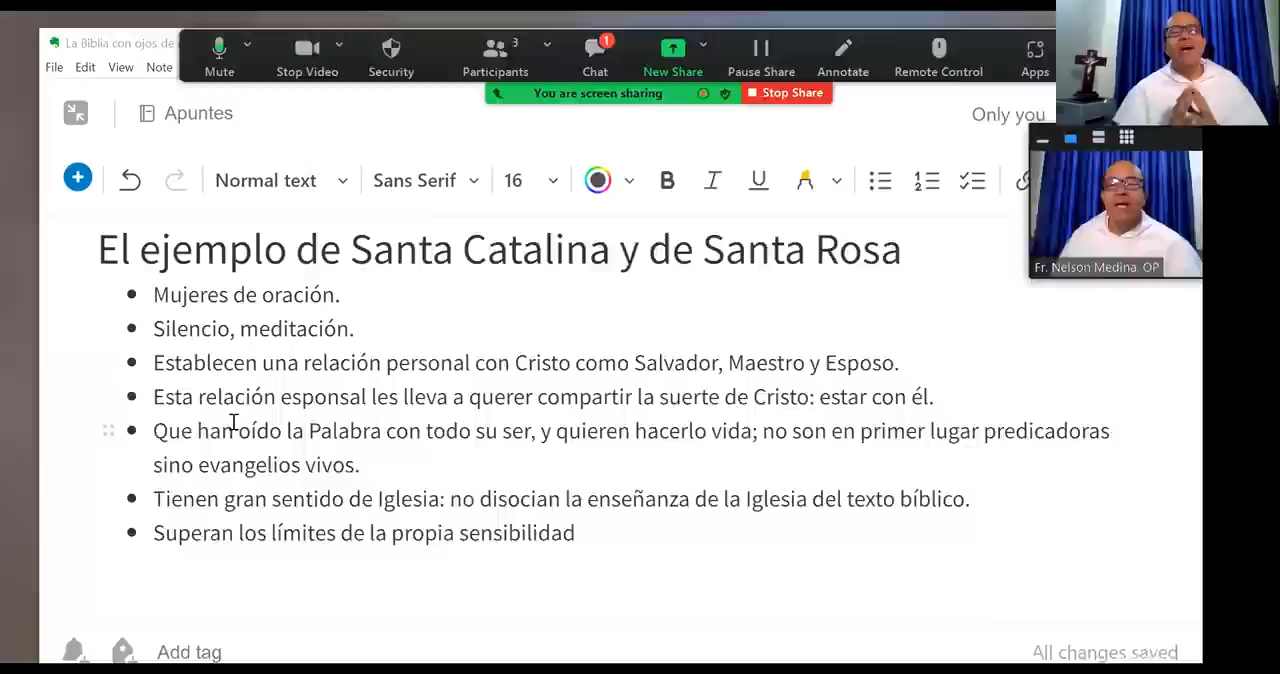 La Biblia con ojos de
File Edit View Note
Mute
Stop Video
Security
Participants 3
Chat 1
New Share
Pause Share
Annotate
Remote Control
Apps
You are screen sharing
Stop Share
Apuntes
Only you
Normal text
Sans Serif
16
B I U A
Fr. Nelson Medina. OP
El ejemplo de Santa Catalina y de Santa Rosa
Mujeres de oración.
Silencio, meditación.
Establecen una relación personal con Cristo como Salvador, Maestro y Esposo.
Esta relación esponsal les lleva a querer compartir la suerte de Cristo: estar con él.
Que han oído la Palabra con todo su ser, y quieren hacerlo vida; no son en primer lugar predicadoras
sino evangelios vivos.
Tienen gran sentido de Iglesia: no disocian la enseñanza de la Iglesia del texto bíblico.
Superan los límites de la propia sensibilidad
Add tag
All changes saved